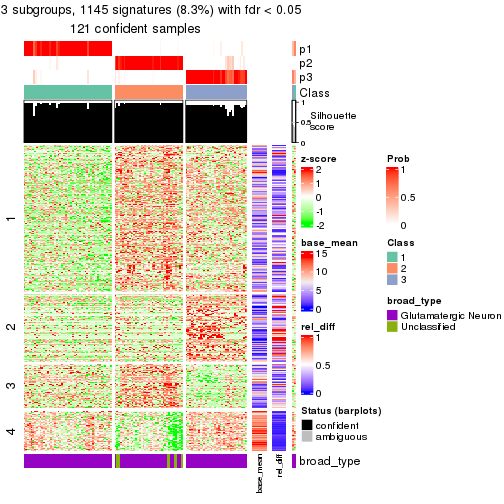 3 subgroups, 1145 signatures (8.3%) with fdr < 0.05
121 confident samples
p1
p2
p3
Class
1
0.5
0
Silhouette
score
1
2
3
4
z-score
2
1
0
-1
-2
base_mean
15
10
5
0
rel_diff
1
0.5
0
Status (barplots)
confident
ambiguous
Prob
1
0.5
0
Class
1
2
3
broad_type
Glutamatergic Neuron
Unclassified
broad_type
base_mean
rel_diff